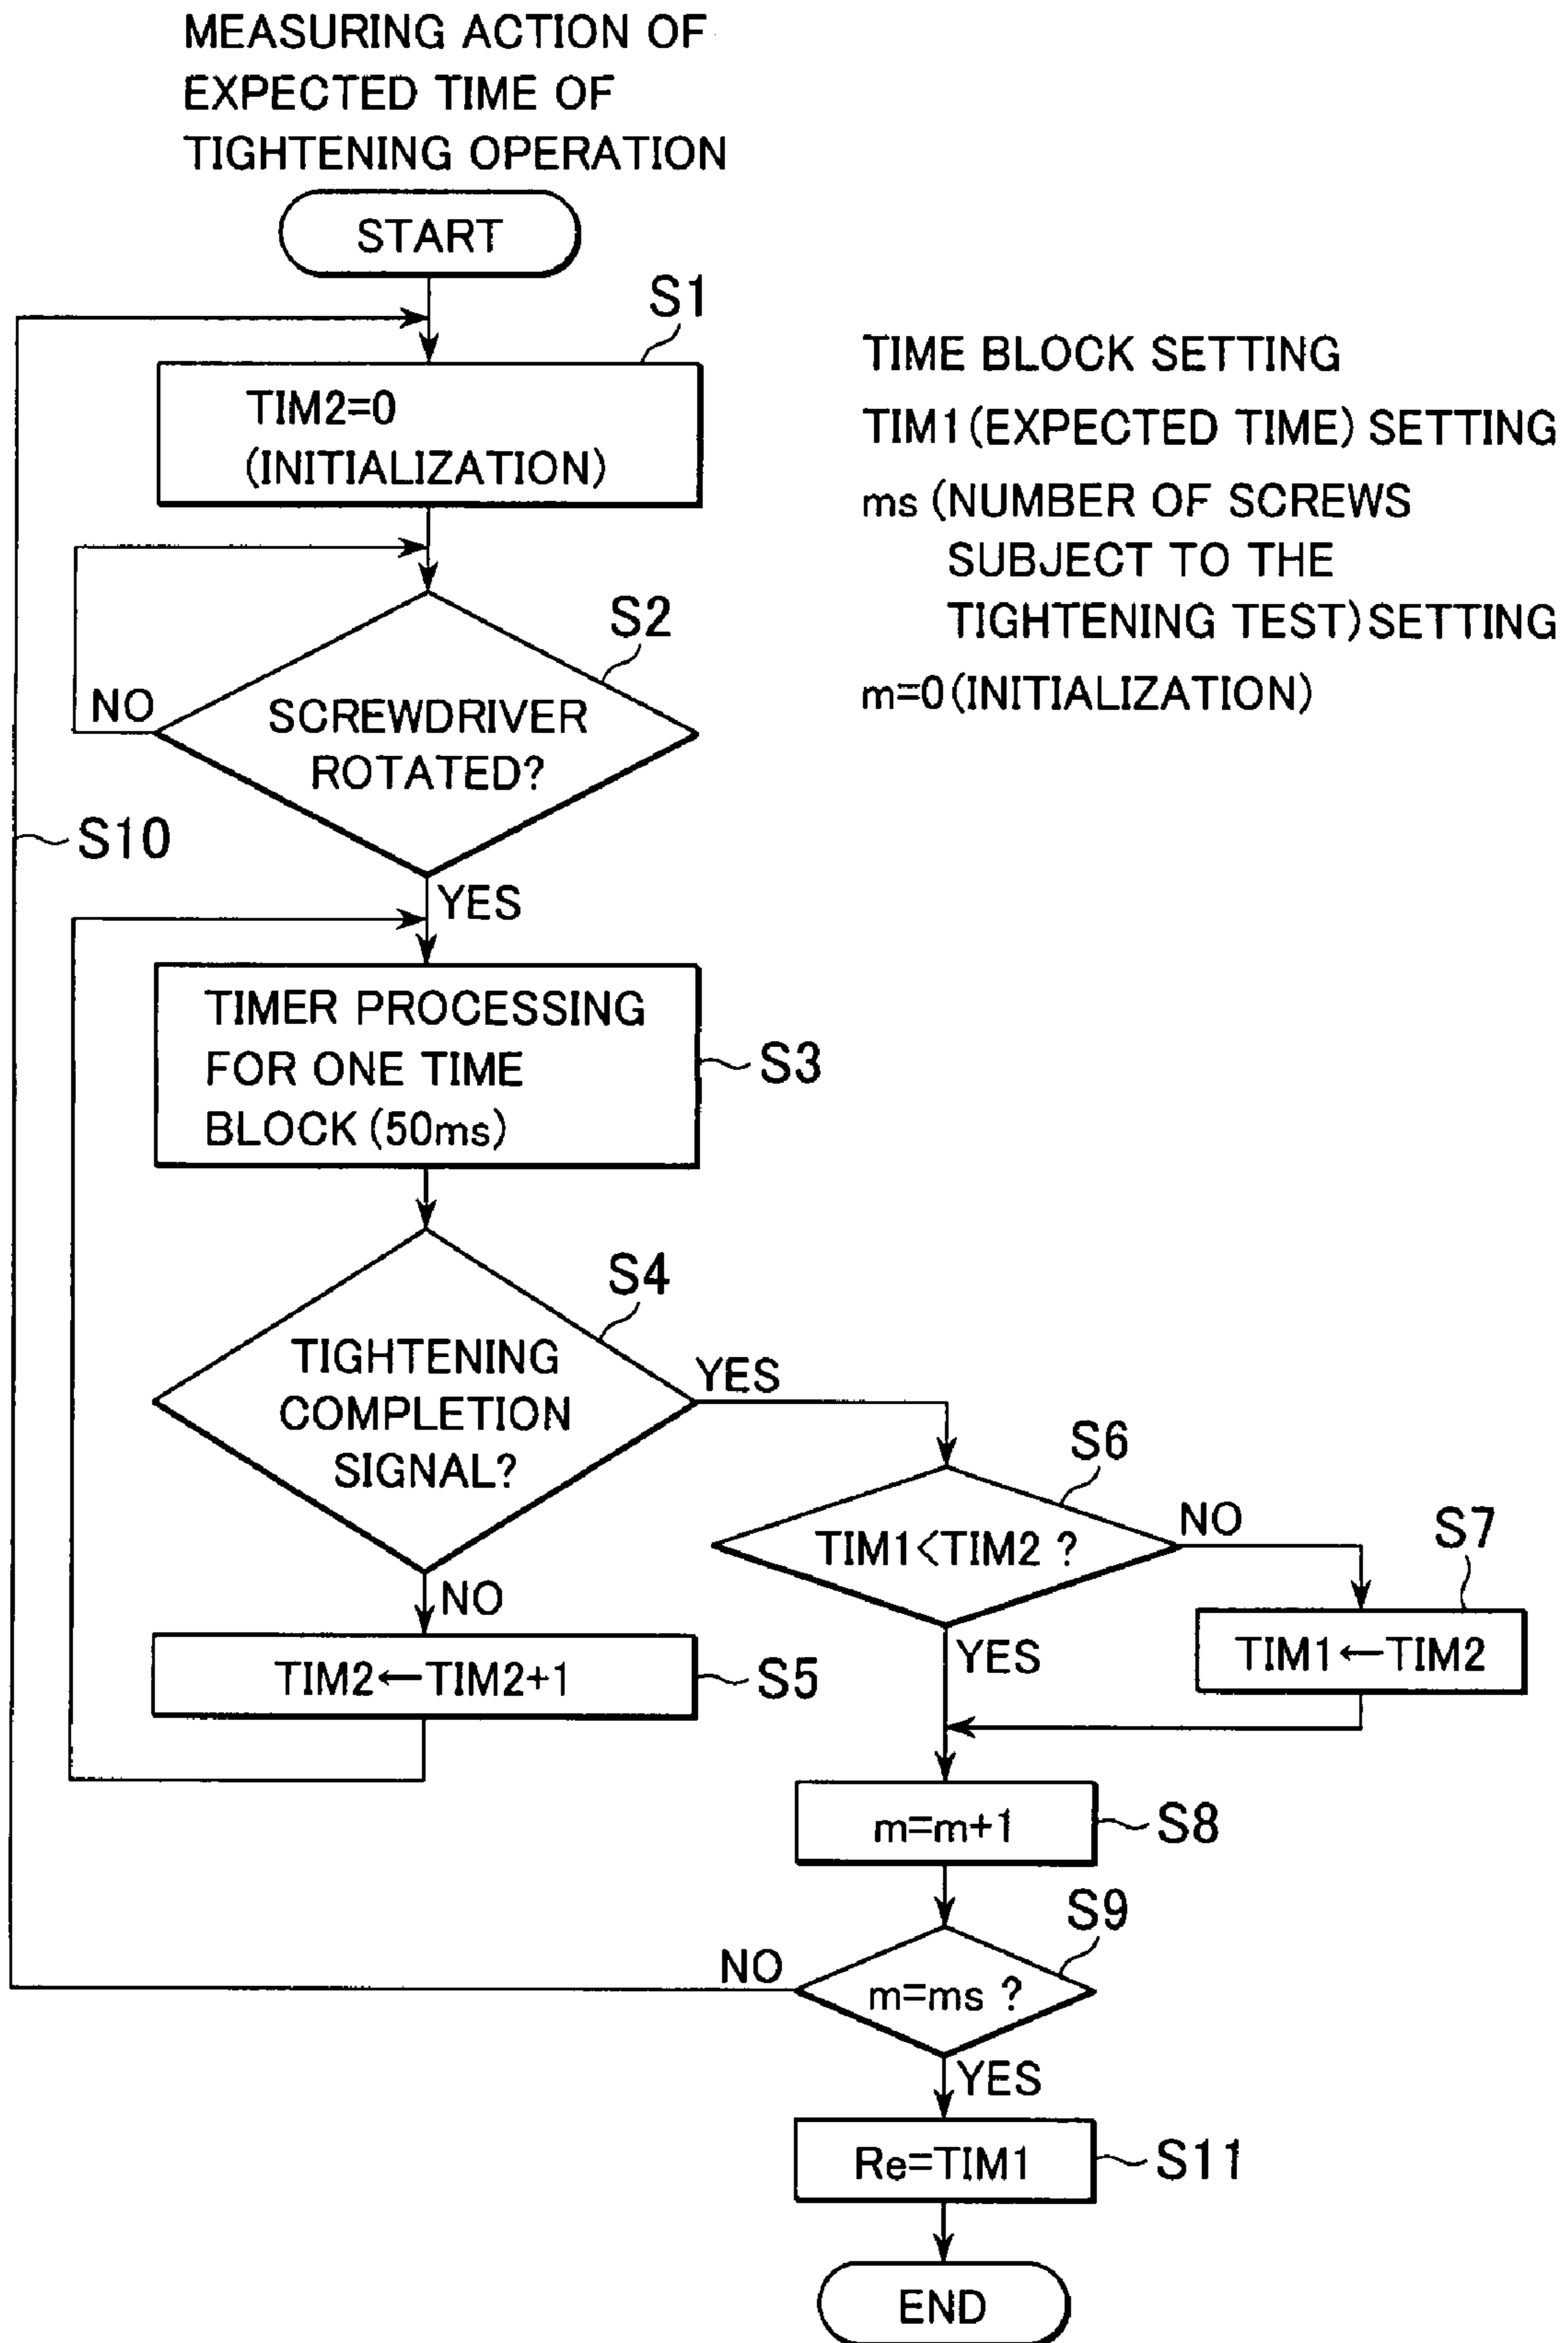 MEASURING ACTION OF
EXPECTED TIME OF
TIGHTENING OPERATION
START
S1
TIM2=0
(INITIALIZATION)
TIME BLOCK SETTING
TIM1(EXPECTED TIME) SETTING
ms (NUMBER OF SCREWS
SUBJECT TO THE
TIGHTENING TEST)SETTING
m=0(INITIALIZATION)
S2
NO
SCREWDRIVER
ROTATED?
S10
YES
TIMER PROCESSING
FOR ONE TIME
BLOCK(50ms)
S3
S4
TIGHTENING
COMPLETION
SIGNAL?
YES
NO
TIM2←TIM2+1
S5
S6
TIM1<TIM2 ?
NO
S7
YES
TIM1←TIM2
m=m+1
S8
S9
NO
m=ms ?
YES
Re=TIM1
S11
END